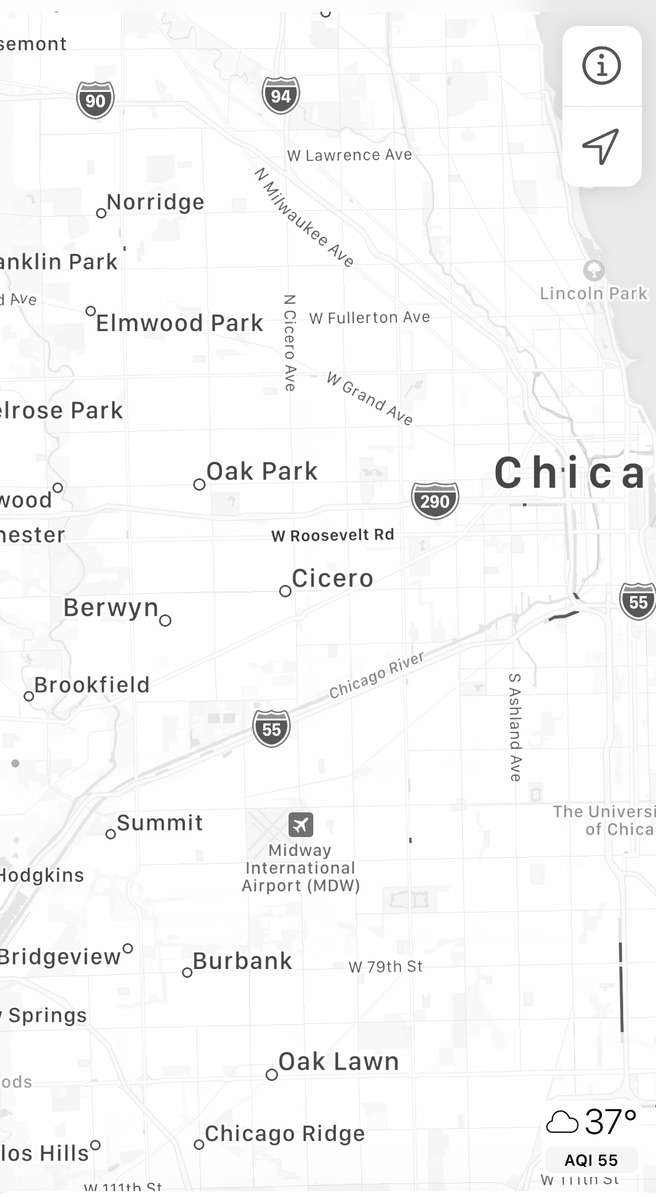 semont
90
94
W Lawrence Ave
N Milwaukee Ave
Norridge
anklin Park
Lincoln Park
d Ave
N Cicero Ave
Elmwood Park
W Fullerton Ave
W Grand Ave
elrose Park
Chica
Oak Park
wood
290
hester
W Roosevelt Rd
Cicero
55
Berwyn
Chicago River
Brookfield
S Ashland Ave
55
Summit
The Universi
of Chica
Midway
International
Airport (MDW)
Hodgkins
Bridgeview
Burbank
W 79th St
Springs
Oak Lawn
ods
37°
Chicago Ridge
los Hills
AQI 55
W 111th St
W 111th St